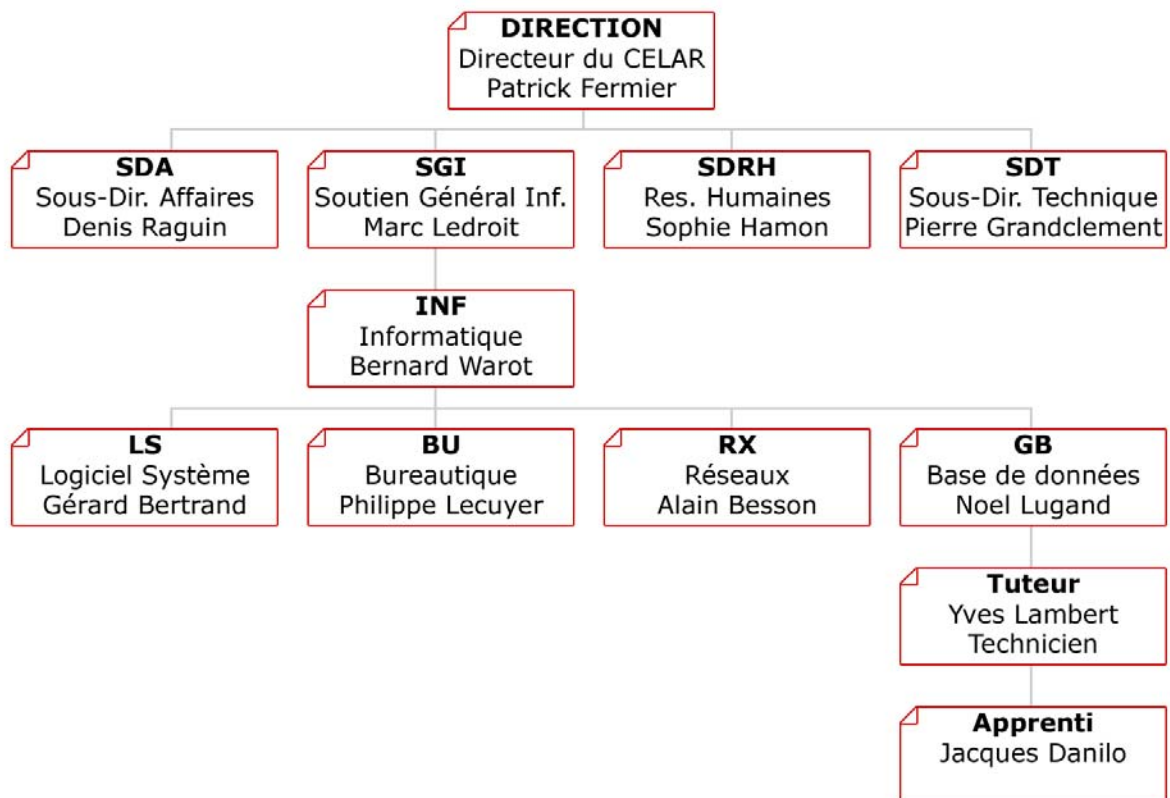 DIRECTION
Directeur du CELAR
Patrick Fermier
SDA
Sous-Dir. Affaires
Denis Raguin
SGI
Soutien Général Inf.
Marc Ledroit
SDRH
Res. Humaines
Sophie Hamon
SDT
Sous-Dir. Technique
Pierre Grandclement
INF
Informatique
Bernard Warot
LS
Logiciel Système
Gérard Bertrand
BU
Bureautique
Philippe Lecuyer
RX
Réseaux
Alain Besson
GB
Base de données
Noel Lugand
Tuteur
Yves Lambert
Technicien
Apprenti
Jacques Danilo